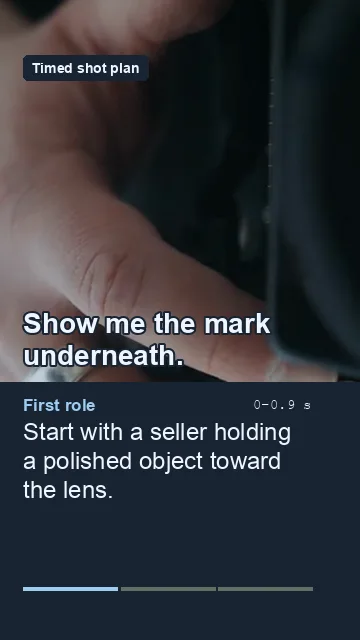 Timed shot plan
Show me the mark
underneath.
First role
0–0.9 s
Start with a seller holding
a polished object toward
the lens.